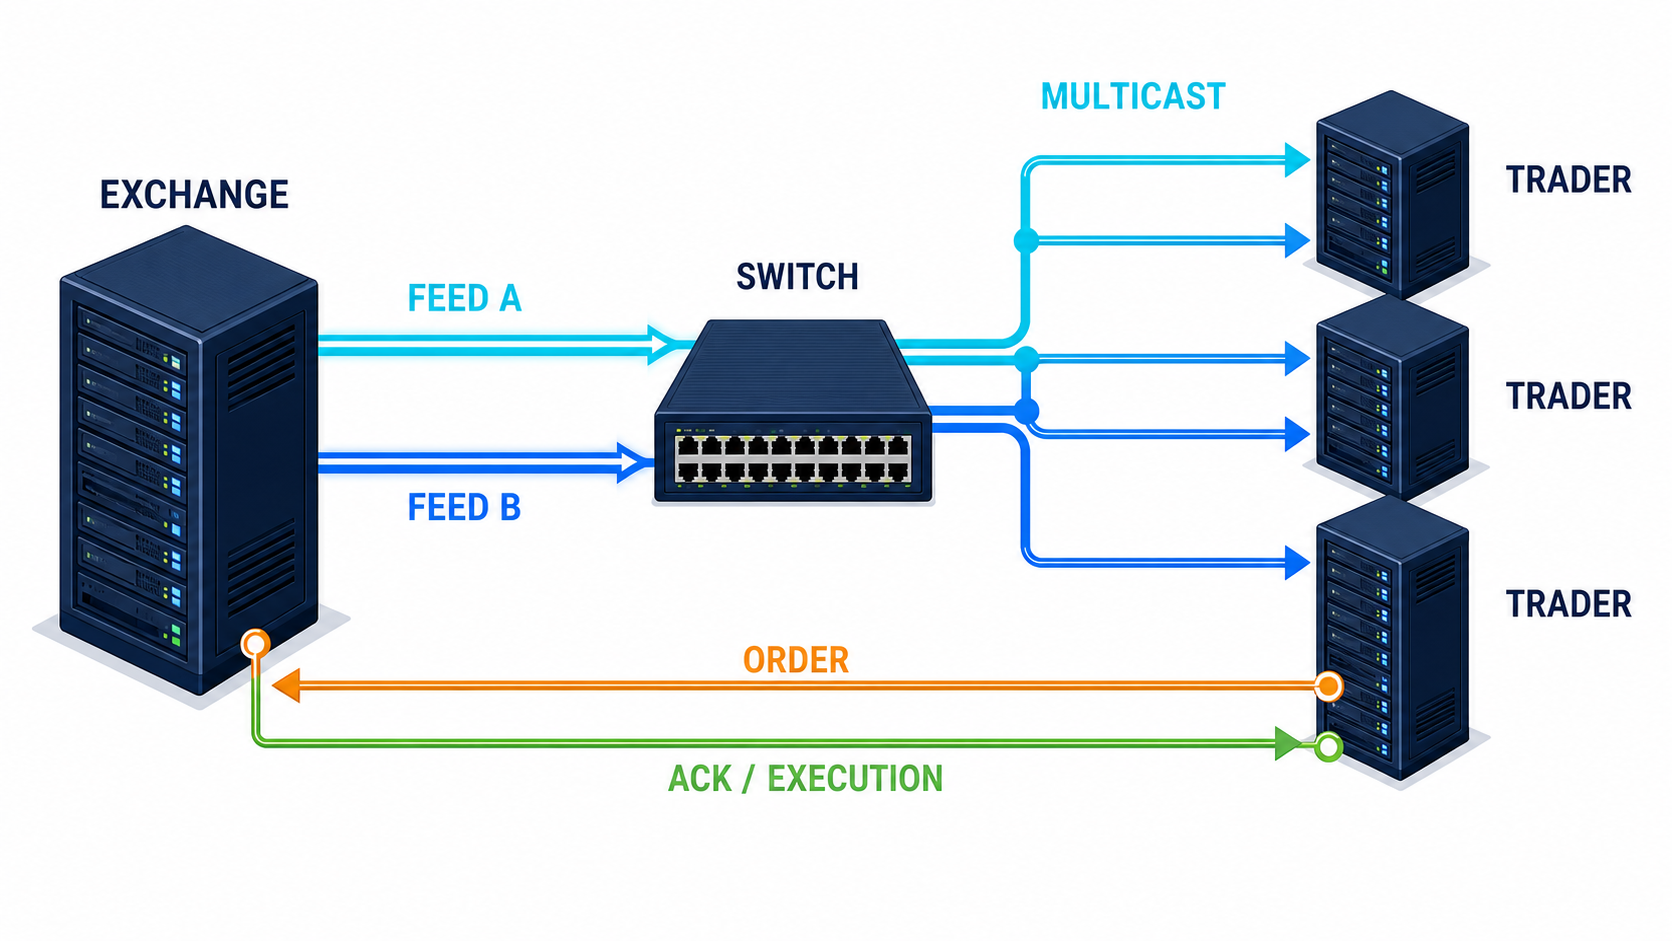 MULTICAST
EXCHANGE
TRADER
FEED A
SWITCH
TRADER
FEED B
TRADER
ORDER
ACK / EXECUTION